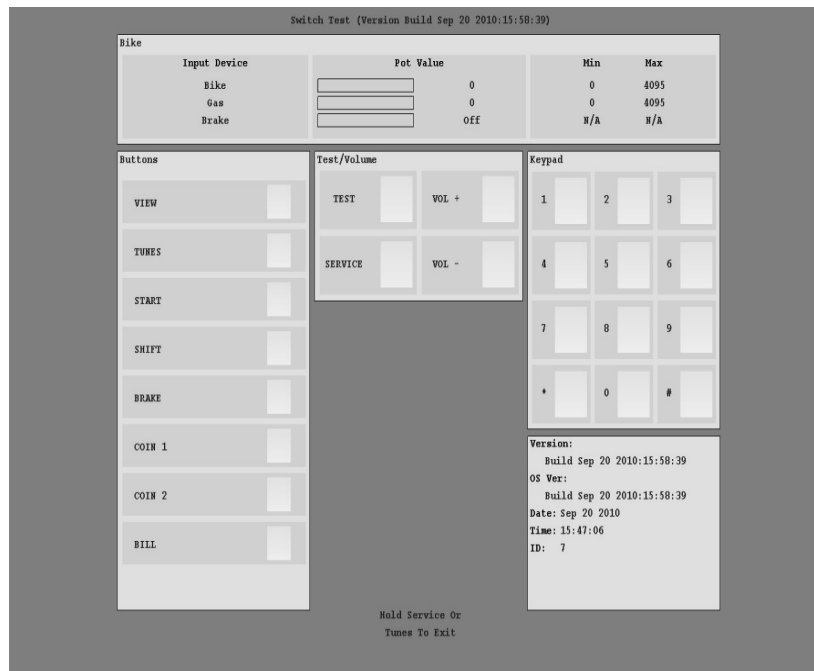 Switch Test (Version Build Sep 20 2010:15:58:39)
Bike
Input Device Pot Value Min Max
Bike 0 0 4095
Gas 0 0 4095
Brake Off N/A N/A
Buttons
VIEW
TUNES
START
SHIFT
BRAKE
COIN 1
COIN 2
BILL
Test/Volume
TEST VOL +
SERVICE VOL -
Keypad
1 2 3
4 5 6
7 8 9
* 0 #
Version:
Build Sep 20 2010:15:58:39
OS Ver:
Build Sep 20 2010:15:58:39
Date: Sep 20 2010
Time: 15:47:06
ID: 7
Hold Service Or
Tunes To Exit